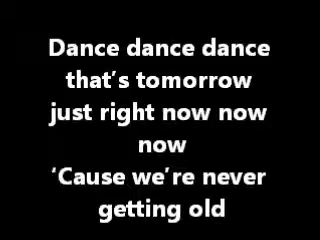 Dance dance dance
that’s tomorrow
just right now now
now
‘Cause we’re never
getting old